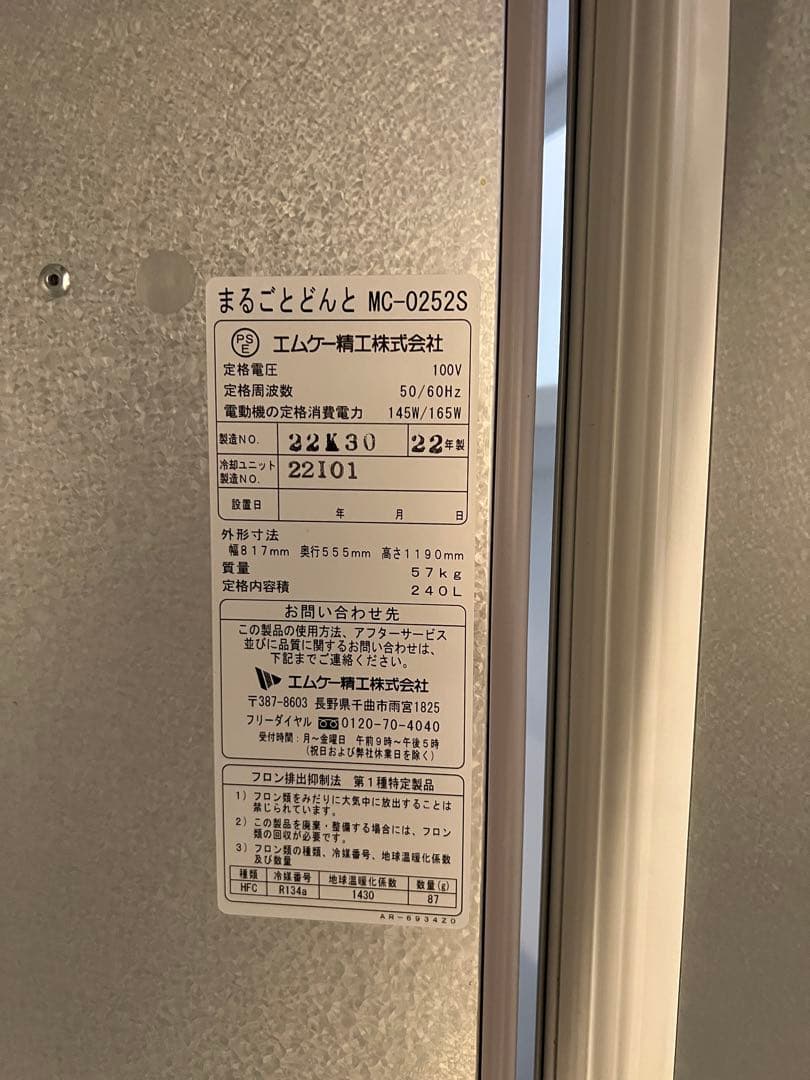 まるごとどんと MC-0252S
PSE エムケー精工株式会社
定格電圧 100V
定格周波数 50/60Hz
電動機の定格消費電力 145W/165W
製造NO. 22K30 22年製
冷却ユニット製造NO. 22I01
設置日 年 月 日
外形寸法
幅817mm 奥行555mm 高さ1190mm
質量 57kg
定格内容積 240L
お問い合わせ先
この製品の使用方法、アフターサービス
並びに品質に関するお問い合わせは、
下記までご連絡ください。
エムケー精工株式会社
〒387-8603 長野県千曲市雨宮1825
フリーダイヤル 0120-70-4040
受付時間：月～金曜日 午前9時～午後5時
（祝日および弊社休業日を除く）
フロン排出抑制法 第1種特定製品
1）フロン類をみだりに大気中に放出することは
禁じられています。
2）この製品を廃棄・整備する場合には、フロン
類の回収が必要です。
3）フロン類の種類、冷媒番号、地球温暖化係数
及び数量
種類 冷媒番号 地球温暖化係数 数量(g)
HFC R134a 1430 87
AR-6934Z0